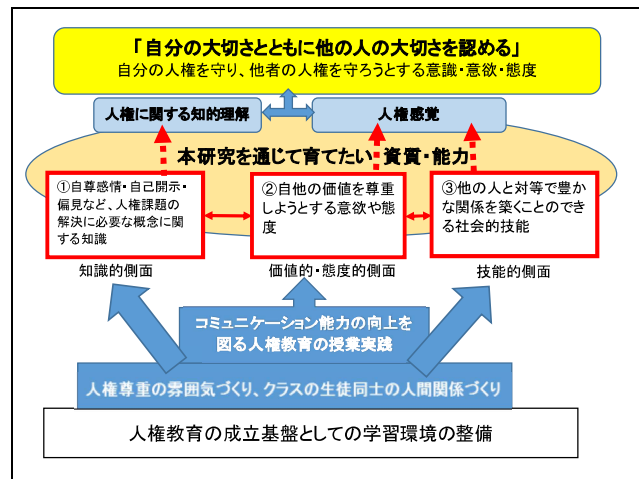 「自分の大切さとともに他の人の大切さを認める」
自分の人権を守り、他者の人権を守ろうとする意識・意欲・態度
人権に関する知的理解
人権感覚
本研究を通じて育てたい 資質・能力
①自尊感情・自己開示・
偏見など、人権課題の
解決に必要な概念に関
する知識
②自他の価値を尊重
しようとする意欲や態
度
③他の人と対等で豊か
な関係を築くことのでき
る社会的技能
知識的側面
価値的・態度的側面
技能的側面
コミュニケーション能力の向上を
図る人権教育の授業実践
人権尊重の雰囲気づくり、クラスの生徒同士の人間関係づくり
人権教育の成立基盤としての学習環境の整備